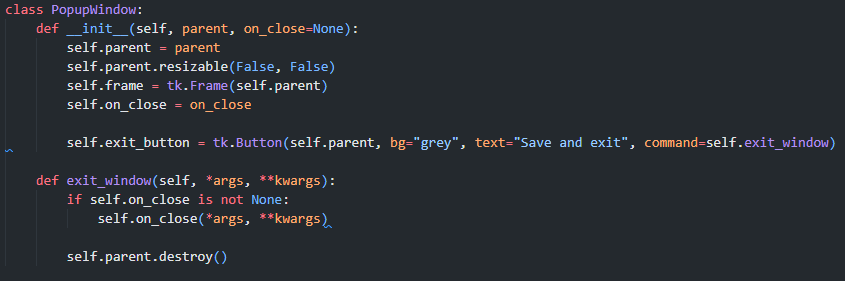 class PopupWindow:
    def __init__(self, parent, on_close=None):
        self.parent = parent
        self.parent.resizable(False, False)
        self.frame = tk.Frame(self.parent)
        self.on_close = on_close

        self.exit_button = tk.Button(self.parent, bg="grey", text="Save and exit", command=self.exit_window)

    def exit_window(self, *args, **kwargs):
        if self.on_close is not None:
            self.on_close(*args, **kwargs)

        self.parent.destroy()